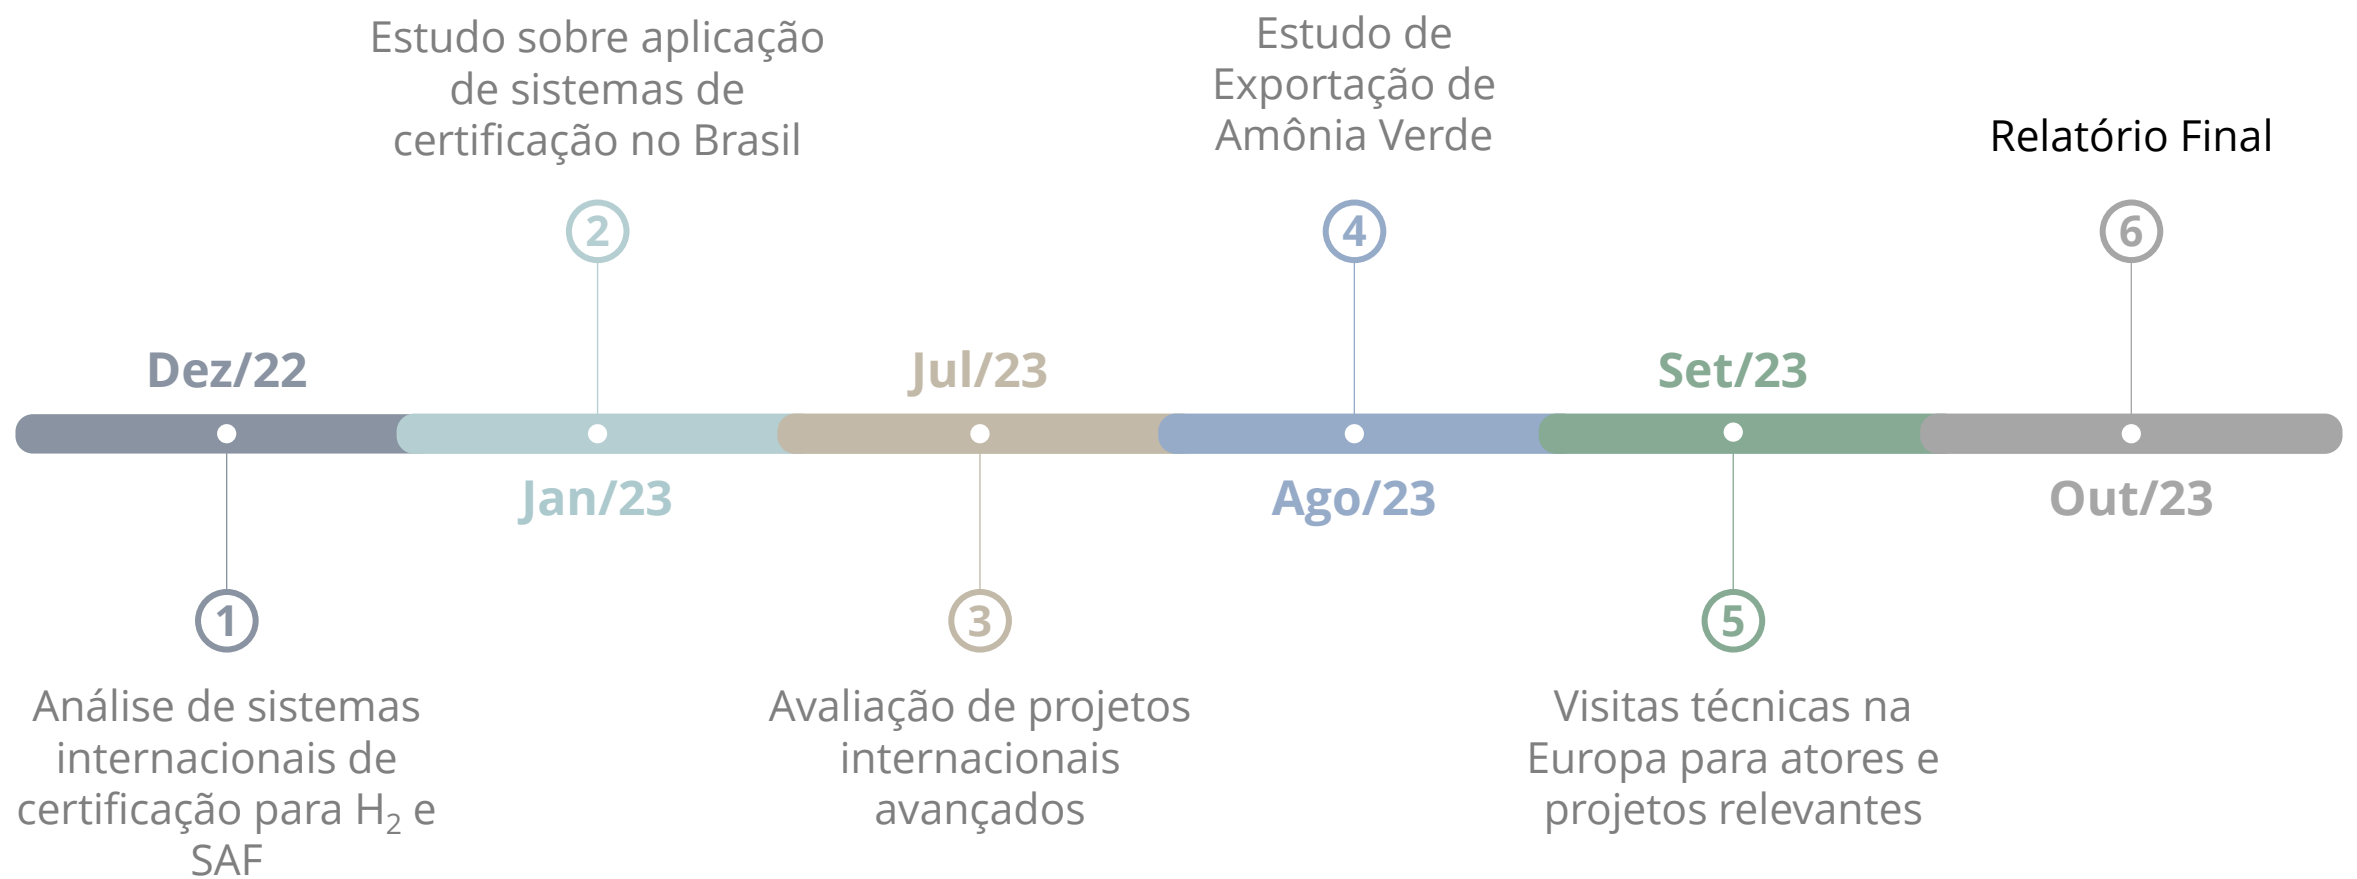 Estudo sobre aplicação
de sistemas de
certificação no Brasil
Estudo de
Exportação de
Amônia Verde
Relatório Final
2
4
6
Dez/22
Jul/23
Set/23
Jan/23
Ago/23
Out/23
1
3
5
Análise de sistemas
internacionais de
certificação para H₂ e
SAF
Avaliação de projetos
internacionais
avançados
Visitas técnicas na
Europa para atores e
projetos relevantes